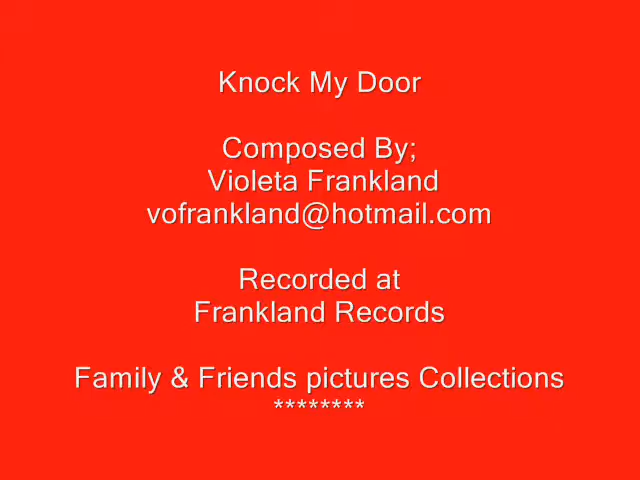 Knock My Door
Composed By;
Violeta Frankland
vofrankland@hotmail.com
Recorded at
Frankland Records
Family & Friends pictures Collections
********